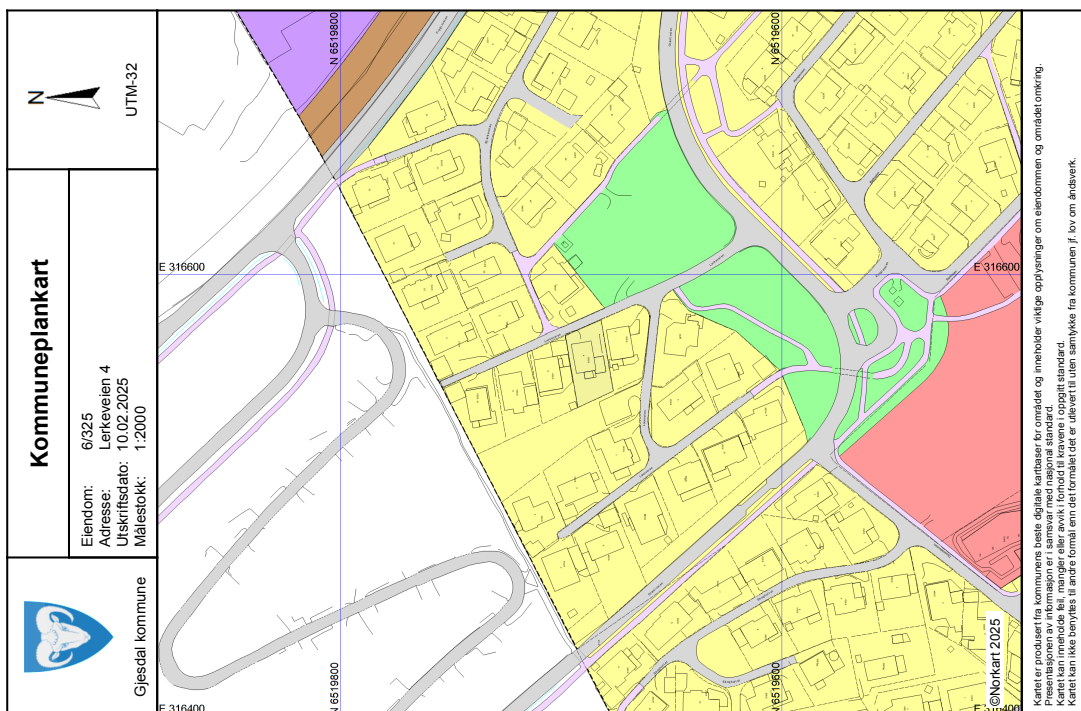 N
UTM-32
Kommuneplankart
Eiendom: 6/325
Adresse: Lerkeveien 4
Utskriftsdato: 10.02.2025
Målestokk: 1:2000
Gjesdal kommune
N 6519800
N 6519600
E 316600
E 316600
E 316400
N 6519800
N 6519600
E 316400
©Norkart 2025
Kartet er produsert fra kommunens beste digitale kartbaser for området og inneholder viktige opplysninger om eiendommen og området omkring.
Presentasjonen av informasjon er i samsvar med nasjonal standard.
Kartet kan inneholde feil, mangler eller avvik i forhold til kravene i oppgitt standard.
Kartet kan ikke benyttes til andre formål enn det formålet det er utlevert til uten samtykke fra kommunen jf. lov om åndsverk.